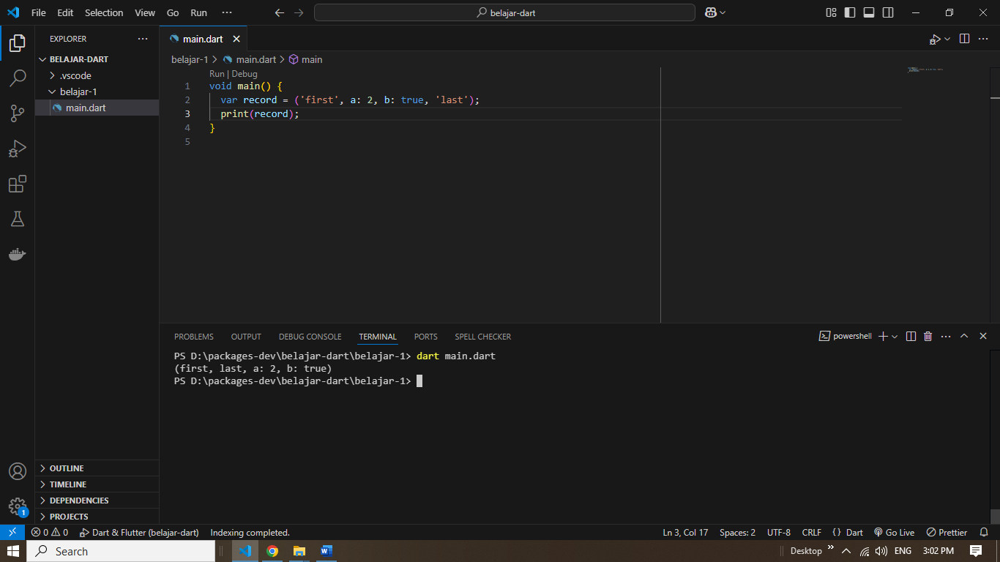 File Edit Selection View Go Run ···
belajar-dart
EXPLORER ···
BELAJAR-DART
.vscode
belajar-1
main.dart
OUTLINE
TIMELINE
DEPENDENCIES
PROJECTS
main.dart
belajar-1 > main.dart > main
Run | Debug
1 void main() {
2 var record = ('first', a: 2, b: true, 'last');
3 print(record);
4 }
5
PROBLEMS OUTPUT DEBUG CONSOLE TERMINAL PORTS SPELL CHECKER
powershell
PS D:\packages-dev\belajar-dart\belajar-1> dart main.dart
(first, last, a: 2, b: true)
PS D:\packages-dev\belajar-dart\belajar-1>
1
0 0 Dart & Flutter (belajar-dart) Indexing completed. Ln 3, Col 17 Spaces: 2 UTF-8 CRLF {} Dart Go Live Prettier
Search Desktop » ENG 3:02 PM